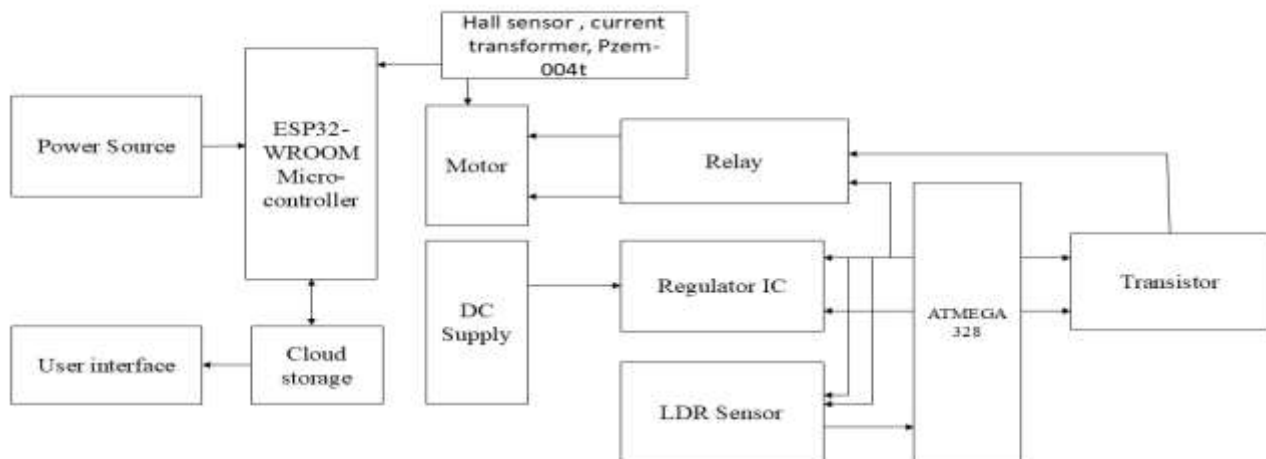 Hall sensor , current
transformer, Pzem-
004t
Power Source
ESP32-
WROOM
Micro-
controller
Motor
Relay
DC
Supply
Regulator IC
ATMEGA
328
Transistor
User interface
Cloud
storage
LDR Sensor